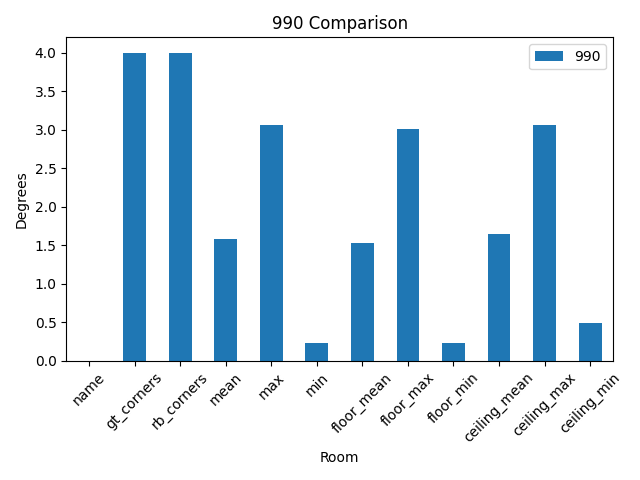 990 Comparison
990
Degrees
4.0
3.5
3.0
2.5
2.0
1.5
1.0
0.5
0.0
name
gt_corners
rb_corners
mean
max
min
floor_mean
floor_max
floor_min
ceiling_mean
ceiling_max
ceiling_min
Room